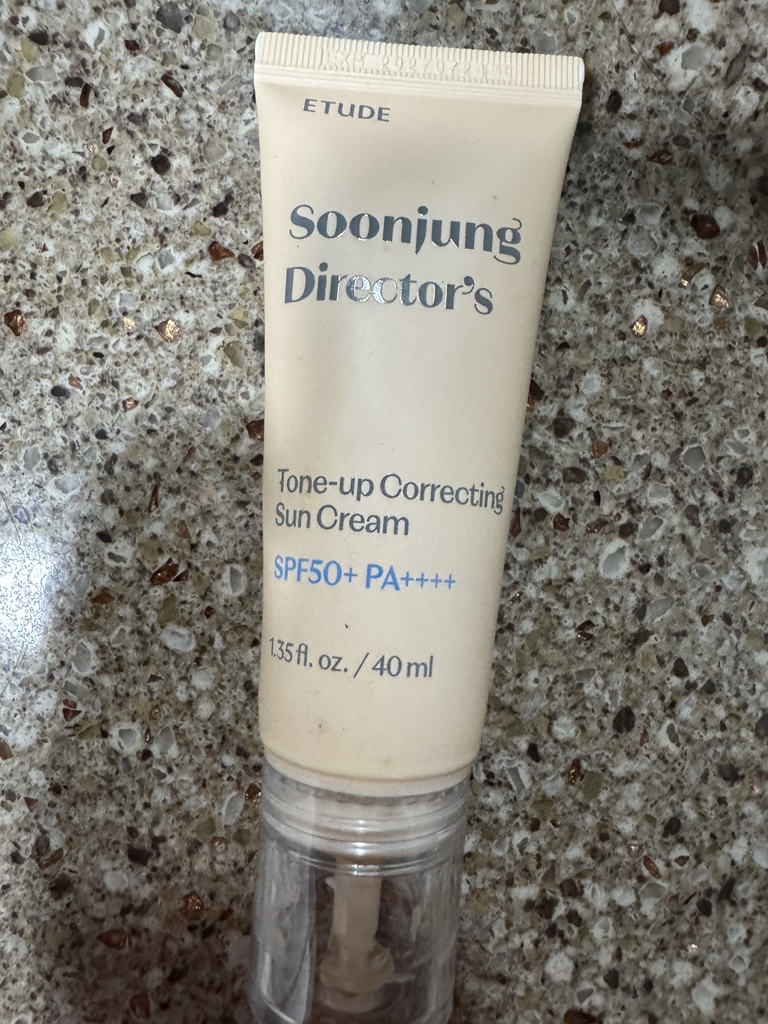 ETUDE
Soonjung
Director's
Tone-up Correcting
Sun Cream
SPF50+ PA++++
1.35 fl. oz. / 40 ml